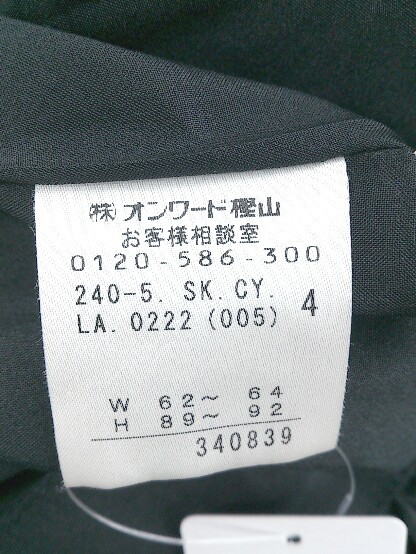 ㈱オンワード樫山
お客様相談室
0120-586-300
240-5. SK. CY.
LA. 0222 (005) 4
W 62～ 64
H 89～ 92
340839